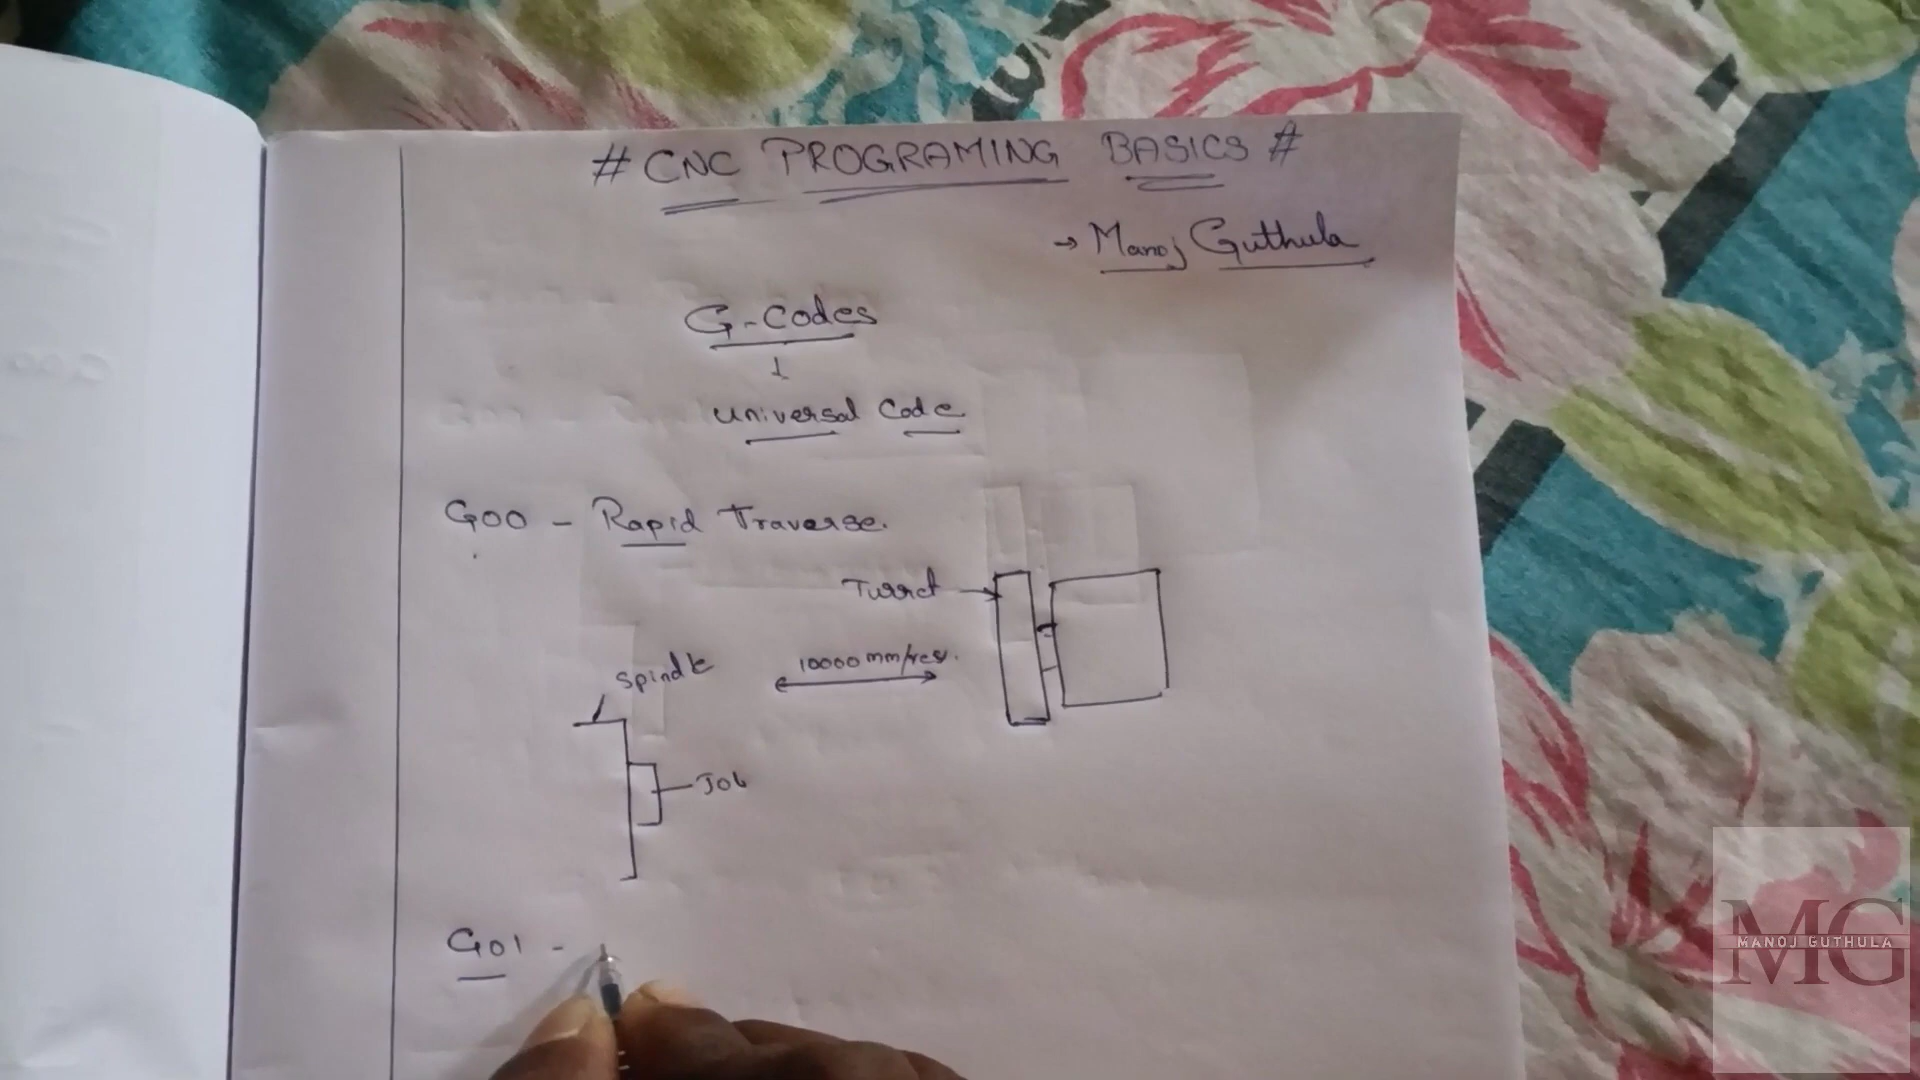 # CNC PROGRAMING BASICS #
→ Manoj Guthula
G-Codes
↓
Universal Code
G00 - Rapid Traverse.
Turret →
Spindle
10000 mm/rev.
Job
G01 -
MG
MANOJ GUTHULA